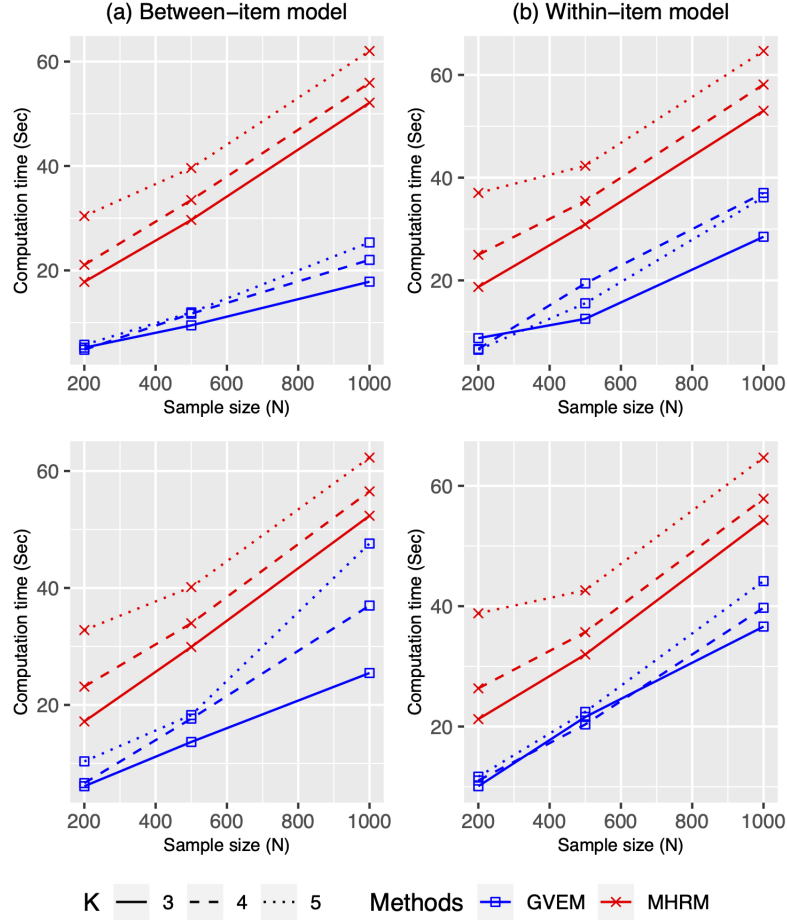 (a) Between−item model
(b) Within−item model
Computation time (Sec)
60
40
20
200 400 600 800 1000
Sample size (N)
Computation time (Sec)
60
40
20
200 400 600 800 1000
Sample size (N)
Computation time (Sec)
60
40
20
200 400 600 800 1000
Sample size (N)
Computation time (Sec)
60
40
20
200 400 600 800 1000
Sample size (N)
K 3 4 5 Methods GVEM MHRM